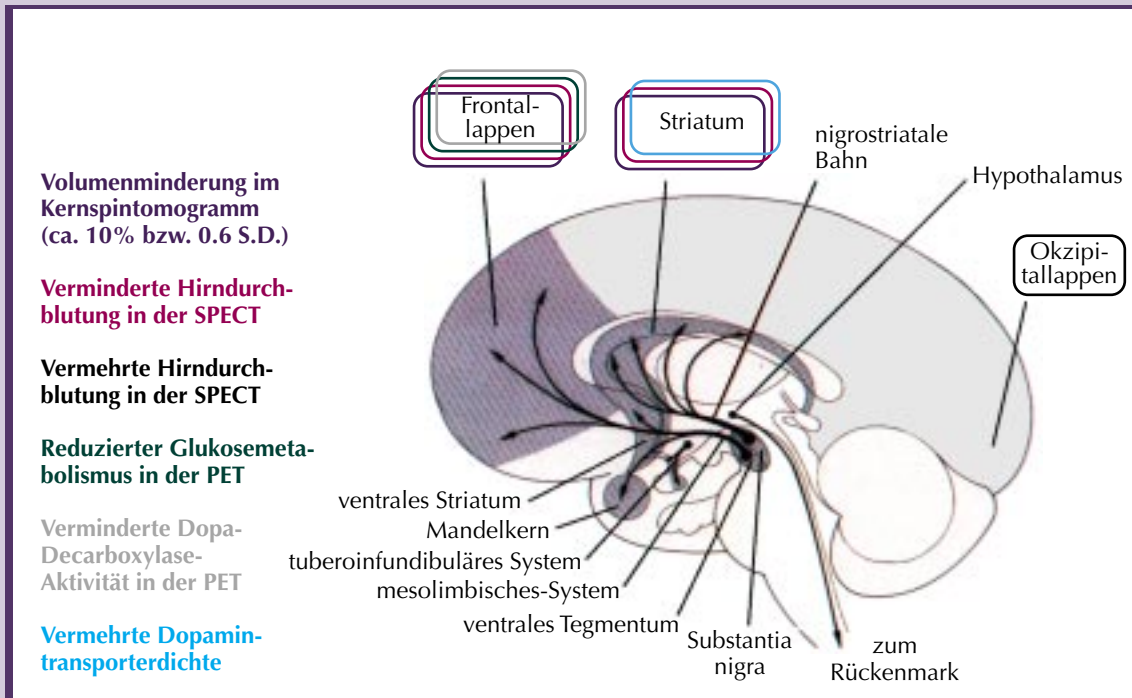 Frontal-
lappen
Striatum
nigrostriatale
Bahn
Hypothalamus
Okzipi-
tallappen
Volumenminderung im
Kernspintomogramm
(ca. 10% bzw. 0.6 S.D.)
Verminderte Hirndurch-
blutung in der SPECT
Vermehrte Hirndurch-
blutung in der SPECT
Reduzierter Glukosemeta-
bolismus in der PET
Verminderte Dopa-
Decarboxylase-
Aktivität in der PET
Vermehrte Dopamin-
transporterdichte
ventrales Striatum
Mandelkern
tuberoinfundibuläres System
mesolimbisches-System
ventrales Tegmentum
Substantia
nigra
zum
Rückenmark